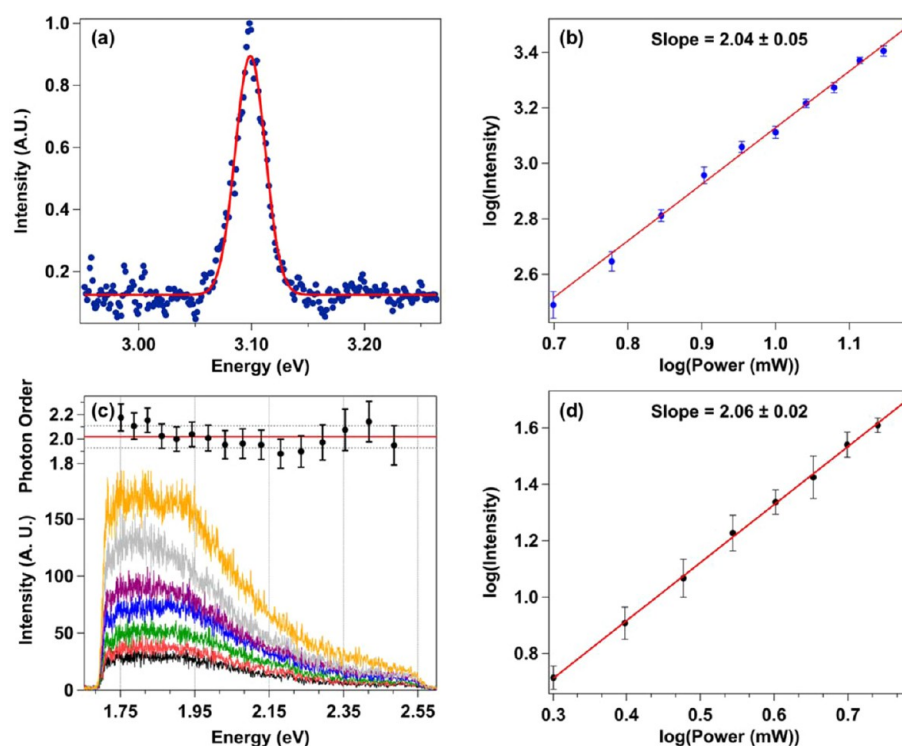 (a)
1.0
0.8
0.6
0.4
0.2
Intensity (A.U.)
3.00
3.10
3.20
Energy (eV)
(b)
Slope = 2.04 ± 0.05
3.4
3.2
3.0
2.8
2.6
log(Intensity)
0.7
0.8
0.9
1.0
1.1
log(Power (mW))
(c)
Photon Order
2.2
2.0
1.8
Intensity (A. U.)
150
100
50
0
1.75
1.95
2.15
2.35
2.55
Energy (eV)
(d)
Slope = 2.06 ± 0.02
1.6
1.4
1.2
1.0
0.8
log(Intensity)
0.3
0.4
0.5
0.6
0.7
log(Power (mW))